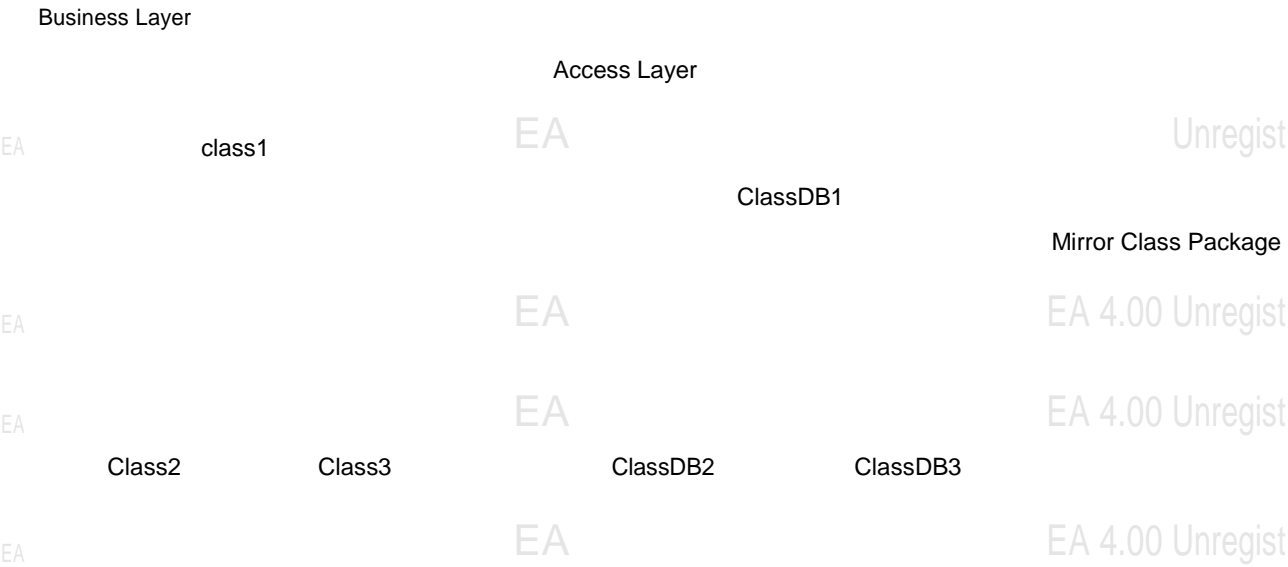 Business Layer
Access Layer
EA EA Unregist
class1
ClassDB1
Mirror Class Package
EA EA EA 4.00 Unregist
EA EA EA 4.00 Unregist
Class2 Class3 ClassDB2 ClassDB3
EA EA EA 4.00 Unregist